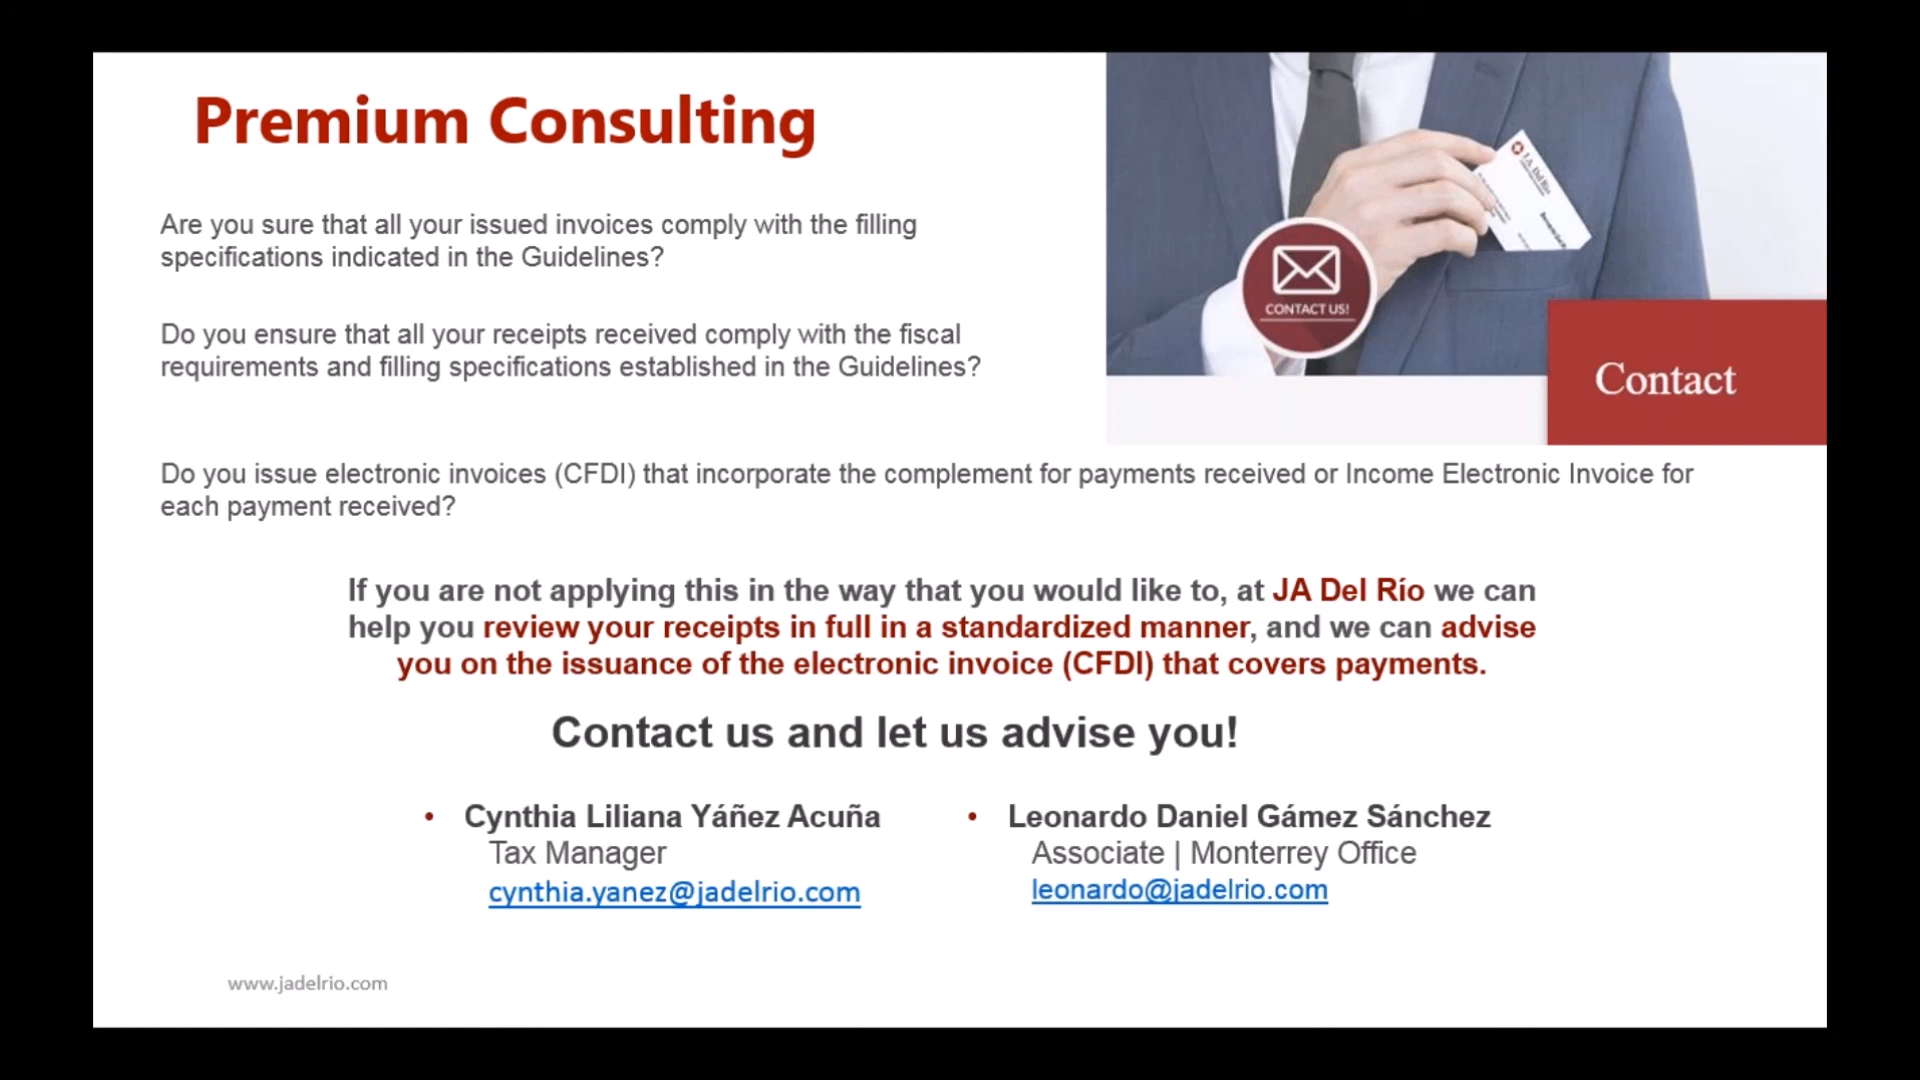 Premium Consulting
Are you sure that all your issued invoices comply with the filling
specifications indicated in the Guidelines?
Do you ensure that all your receipts received comply with the fiscal
requirements and filling specifications established in the Guidelines?
J.A. Del Río
CONTACT US!
Contact
Do you issue electronic invoices (CFDI) that incorporate the complement for payments received or Income Electronic Invoice for
each payment received?
If you are not applying this in the way that you would like to, at JA Del Río we can
help you review your receipts in full in a standardized manner, and we can advise
you on the issuance of the electronic invoice (CFDI) that covers payments.
Contact us and let us advise you!
• Cynthia Liliana Yáñez Acuña
Tax Manager
cynthia.yanez@jadelrio.com
• Leonardo Daniel Gámez Sánchez
Associate | Monterrey Office
leonardo@jadelrio.com
www.jadelrio.com